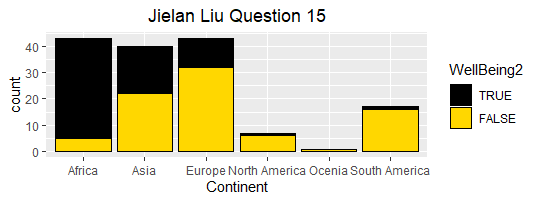 Jielan Liu Question 15
count
40
30
20
10
0
Africa Asia Europe North America Ocenia South America
Continent
WellBeing2
TRUE
FALSE